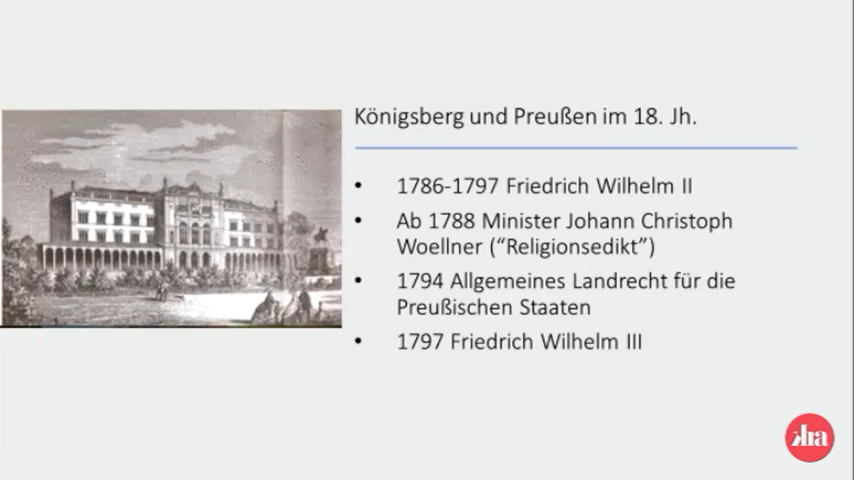 Königsberg und Preußen im 18. Jh.
• 1786-1797 Friedrich Wilhelm II
• Ab 1788 Minister Johann Christoph
Woellner (“Religionsedikt”)
• 1794 Allgemeines Landrecht für die
Preußischen Staaten
• 1797 Friedrich Wilhelm III